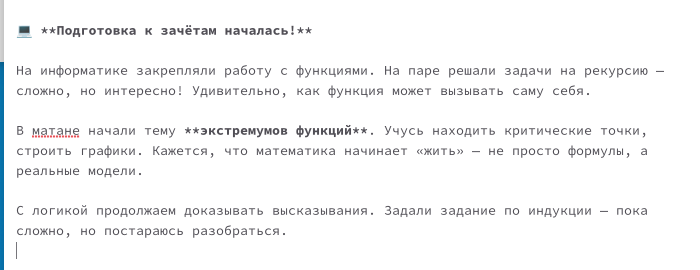 💻 **Подготовка к зачётам началась!**
На информатике закрепляли работу с функциями. На паре решали задачи на рекурсию —
сложно, но интересно! Удивительно, как функция может вызывать саму себя.
В матане начали тему **экстремумов функций**. Учусь находить критические точки,
строить графики. Кажется, что математика начинает «жить» — не просто формулы, а
реальные модели.
С логикой продолжаем доказывать высказывания. Задали задание по индукции — пока
сложно, но постараюсь разобраться.